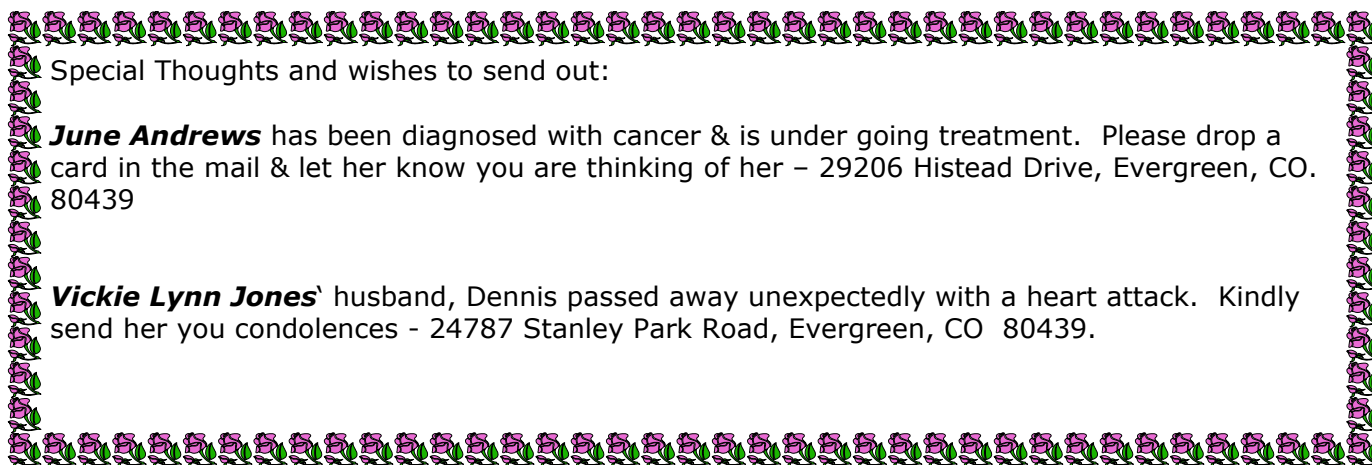 Special Thoughts and wishes to send out:
June Andrews has been diagnosed with cancer & is under going treatment.  Please drop a
card in the mail & let her know you are thinking of her – 29206 Histead Drive, Evergreen, CO.
80439
Vickie Lynn Jones‘ husband, Dennis passed away unexpectedly with a heart attack.  Kindly
send her you condolences - 24787 Stanley Park Road, Evergreen, CO  80439.